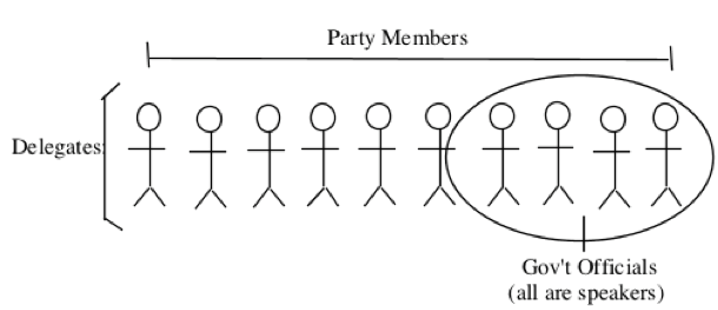 Party Members
Delegates:
Gov't Officials
(all are speakers)